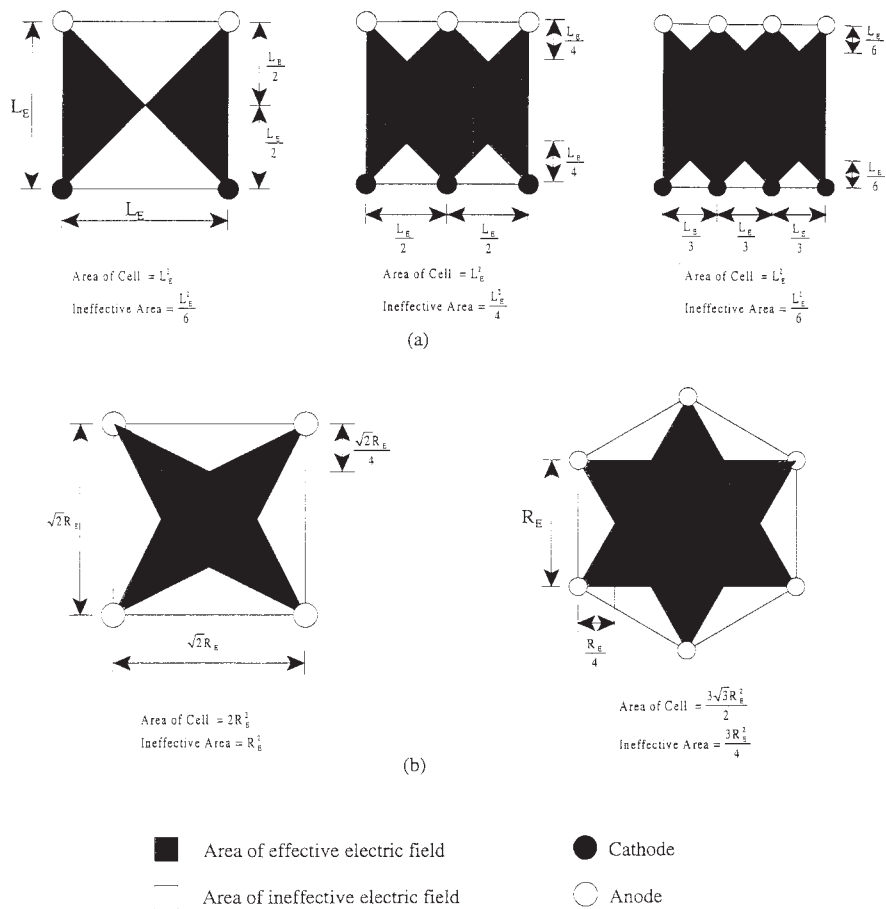 L_E
L_E/2
L_E/2
L_E
Area of Cell = L_E^2
Ineffective Area = L_E^2/6
L_E/4
L_E/4
L_E/2 L_E/2
Area of Cell = L_E^2
Ineffective Area = L_E^2/4
L_E/6
L_E/6
L_E/3 L_E/3 L_E/3
Area of Cell = L_E^2
Ineffective Area = L_E^2/6
(a)
√2R_E
√2R_E/4
√2R_E
Area of Cell = 2R_E^2
Ineffective Area = R_E^2
R_E
R_E/4
Area of Cell = 3√3R_E^2/2
Ineffective Area = 3R_E^2/4
(b)
Area of effective electric field
Cathode
Area of ineffective electric field
Anode